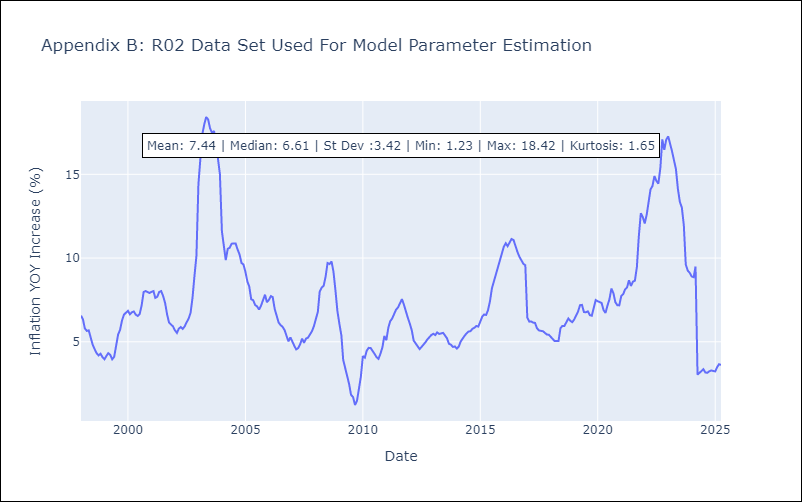 Appendix B: R02 Data Set Used For Model Parameter Estimation
Mean: 7.44 | Median: 6.61 | St Dev :3.42 | Min: 1.23 | Max: 18.42 | Kurtosis: 1.65
Inflation YOY Increase (%)
15
10
5
2000
2005
2010
2015
2020
2025
Date